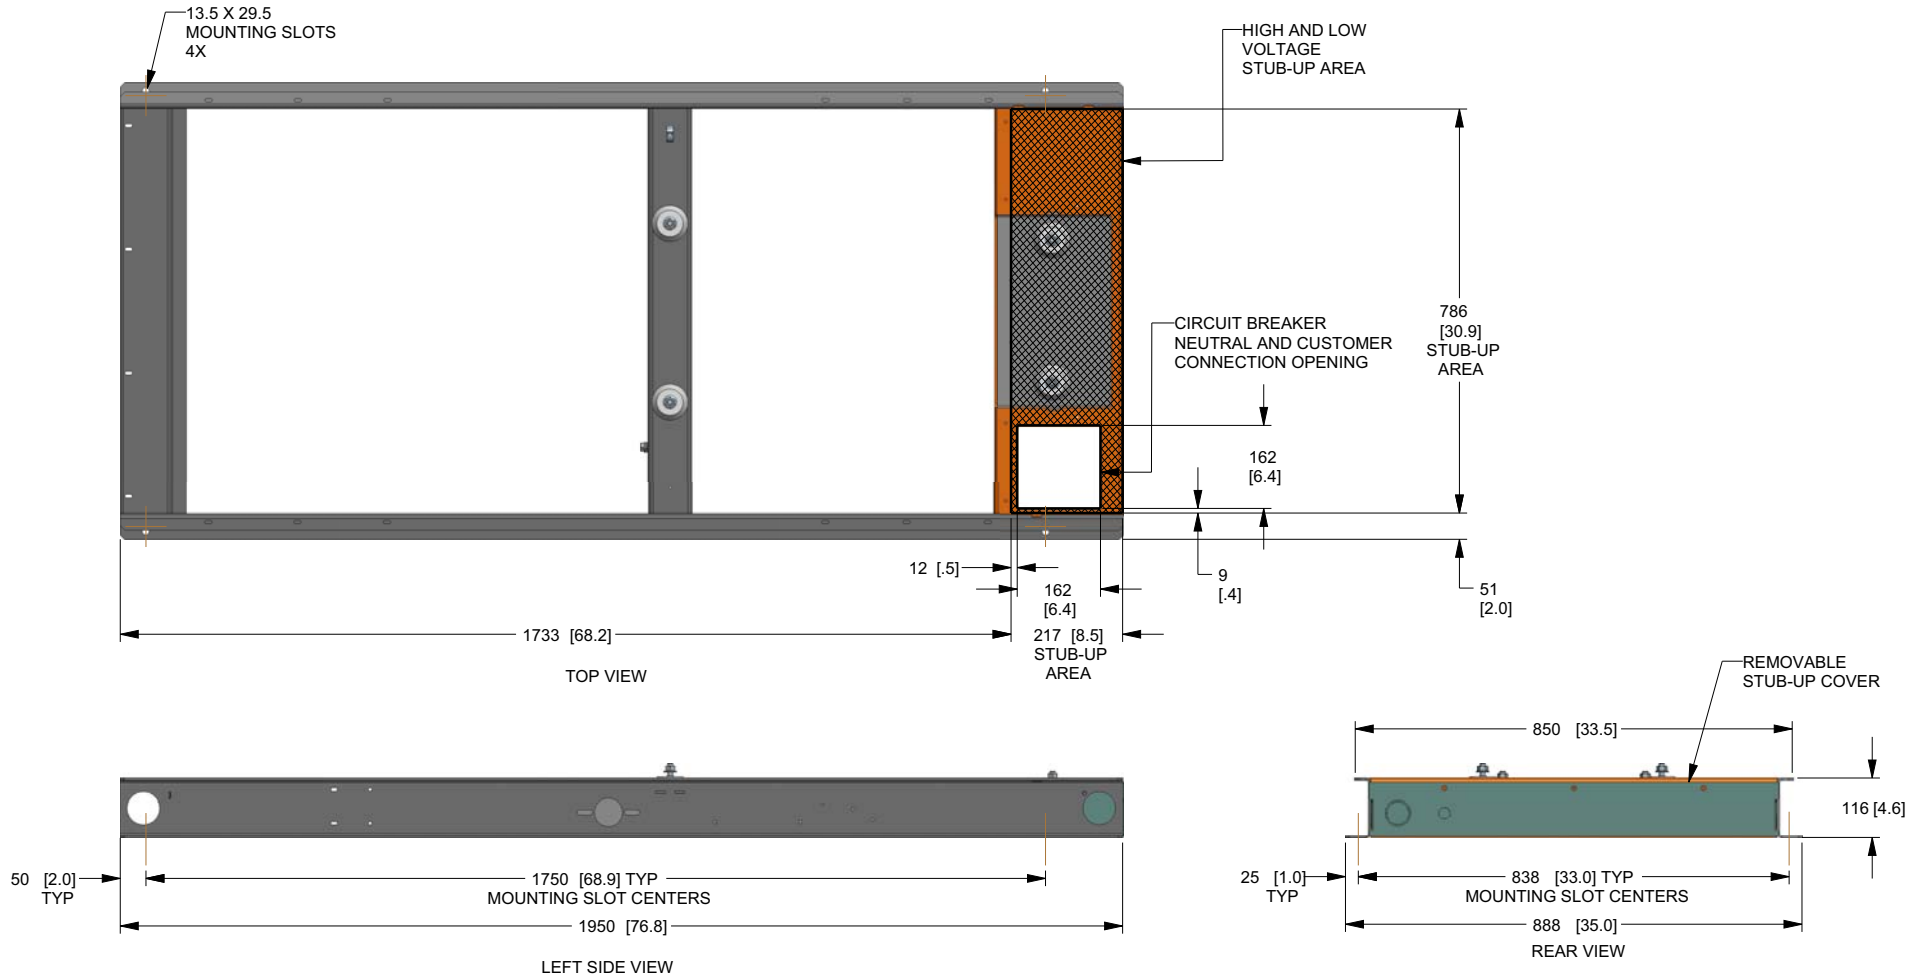 13.5 X 29.5
MOUNTING SLOTS
4X
HIGH AND LOW
VOLTAGE
STUB-UP AREA
CIRCUIT BREAKER
NEUTRAL AND CUSTOMER
CONNECTION OPENING
786
[30.9]
STUB-UP
AREA
162
[6.4]
12 [.5]
162
[6.4]
9
[.4]
51
[2.0]
1733 [68.2]
217 [8.5]
STUB-UP
AREA
TOP VIEW
REMOVABLE
STUB-UP COVER
850 [33.5]
116 [4.6]
50 [2.0]
TYP
1750 [68.9] TYP
MOUNTING SLOT CENTERS
1950 [76.8]
LEFT SIDE VIEW
25 [1.0]
TYP
838 [33.0] TYP
MOUNTING SLOT CENTERS
888 [35.0]
REAR VIEW